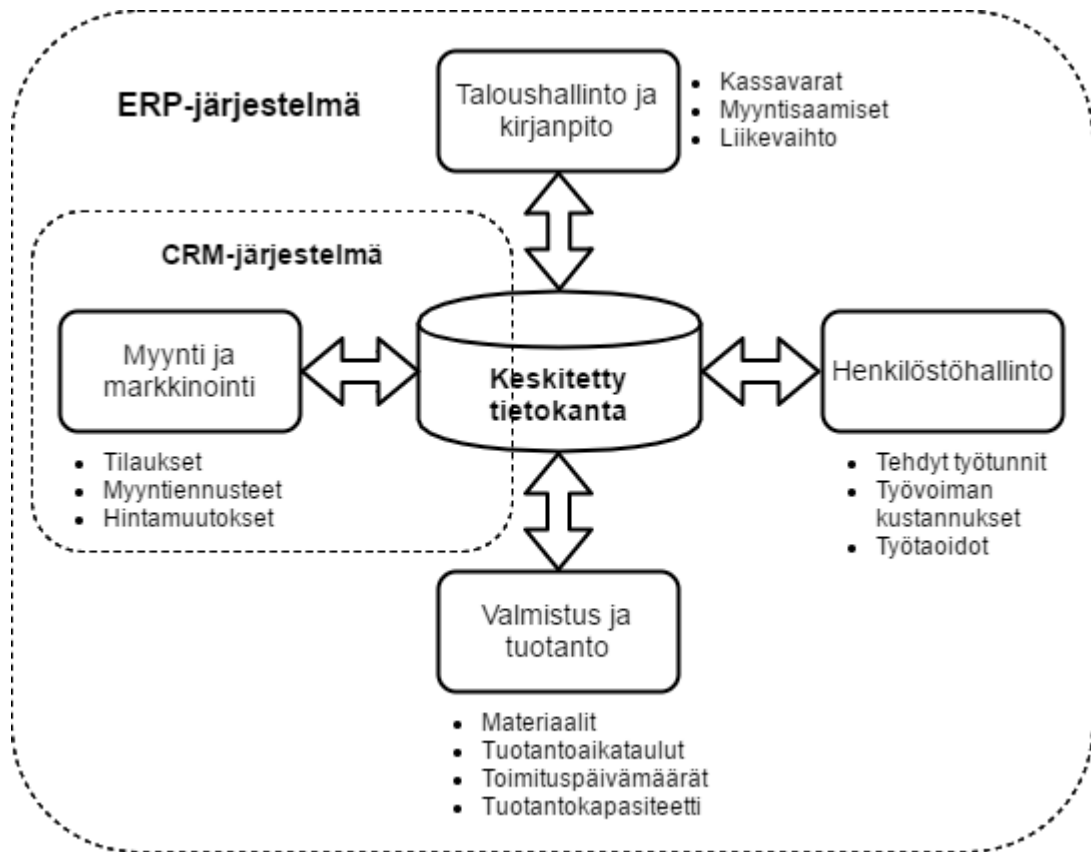 ERP-järjestelmä
Taloushallinto ja
kirjanpito
• Kassavarat
• Myyntisaamiset
• Liikevaihto
CRM-järjestelmä
Myynti ja
markkinointi
• Tilaukset
• Myyntiennusteet
• Hintamuutokset
Keskitetty
tietokanta
Henkilöstöhallinto
• Tehdyt työtunnit
• Työvoiman
kustannukset
• Työtaoidot
Valmistus ja
tuotanto
• Materiaalit
• Tuotantoaikataulut
• Toimituspäivämäärät
• Tuotantokapasiteetti